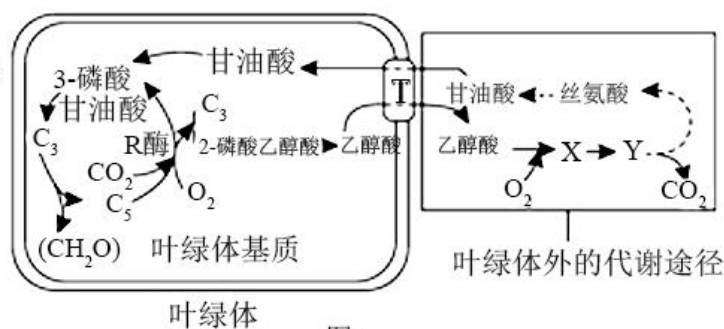 甘油酸
3-磷酸
甘油酸
C₃
C₃
R酶
2-磷酸乙醇酸
乙醇酸
CO₂
C₅
O₂
(CH₂O)
叶绿体基质
T
甘油酸
丝氨酸
乙醇酸
X
Y
O₂
CO₂
叶绿体外的代谢途径
叶绿体